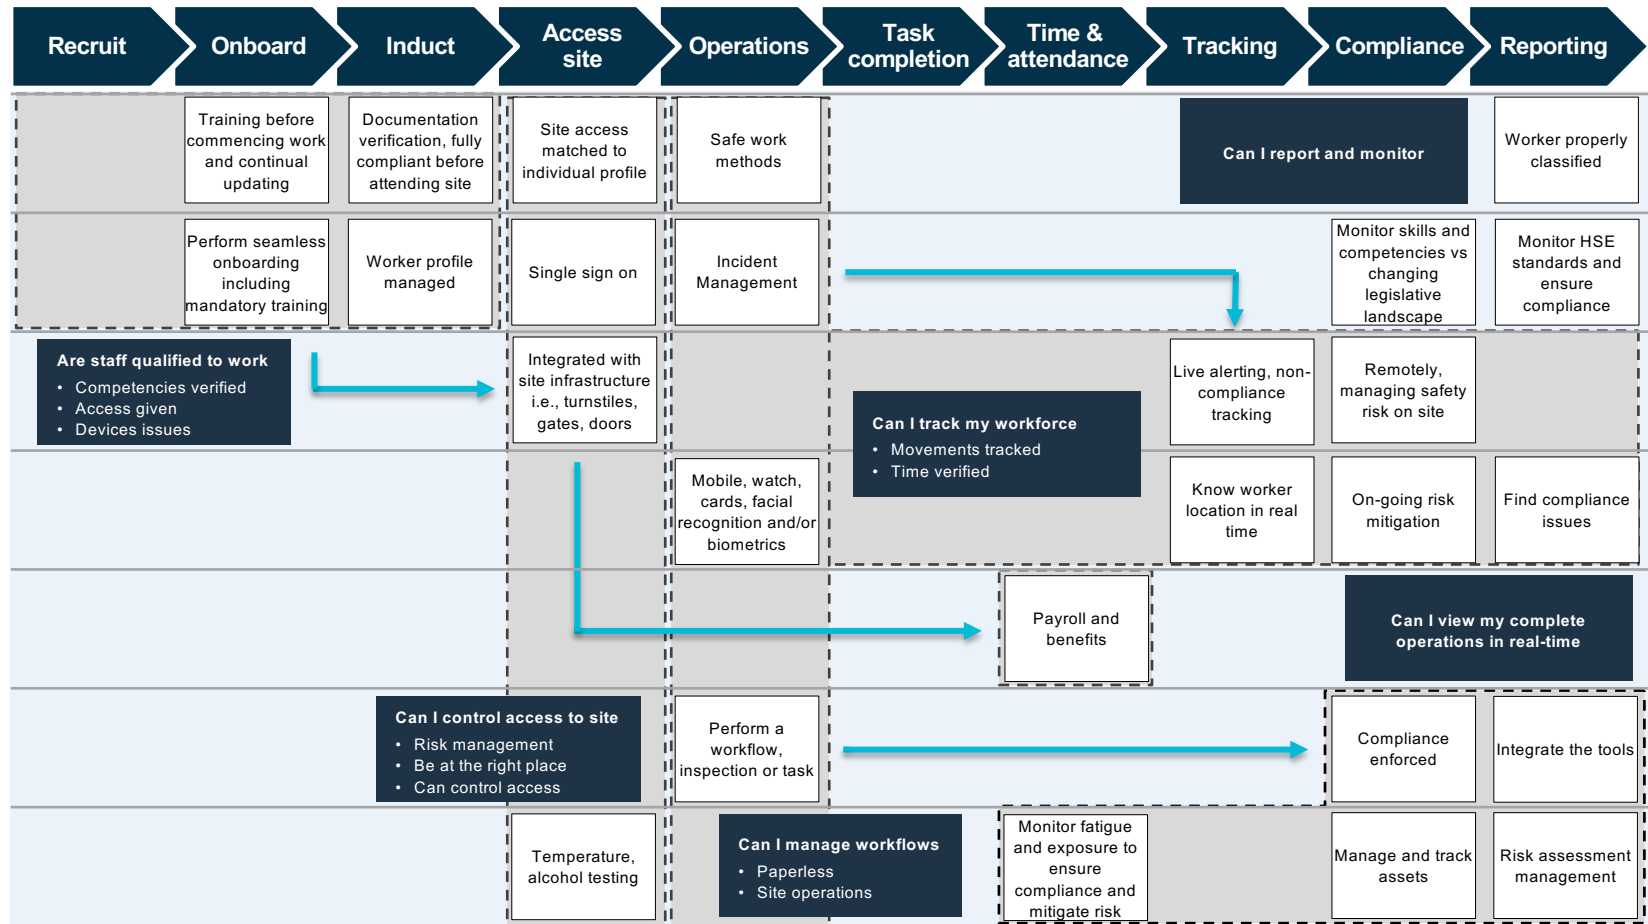 Recruit
Onboard
Induct
Access
site
Operations
Task
completion
Time &
attendance
Tracking
Compliance
Reporting
Training before
commencing work
and continual
updating
Documentation
verification, fully
compliant before
attending site
Site access
matched to
individual profile
Safe work
methods
Can I report and monitor
Worker properly
classified
Perform seamless
onboarding
including
mandatory training
Worker profile
managed
Single sign on
Incident
Management
Monitor skills and
competencies vs
changing
legislative
landscape
Monitor HSE
standards and
ensure
compliance
Are staff qualified to work
• Competencies verified
• Access given
• Devices issues
Integrated with
site infrastructure
i.e., turnstiles,
gates, doors
Can I track my workforce
• Movements tracked
• Time verified
Live alerting, non-
compliance
tracking
Remotely,
managing safety
risk on site
Mobile, watch,
cards, facial
recognition and/or
biometrics
Know worker
location in real
time
On-going risk
mitigation
Find compliance
issues
Payroll and
benefits
Can I view my complete
operations in real-time
Can I control access to site
• Risk management
• Be at the right place
• Can control access
Perform a
workflow,
inspection or task
Compliance
enforced
Integrate the tools
Temperature,
alcohol testing
Can I manage workflows
• Paperless
• Site operations
Monitor fatigue
and exposure to
ensure
compliance and
mitigate risk
Manage and track
assets
Risk assessment
management